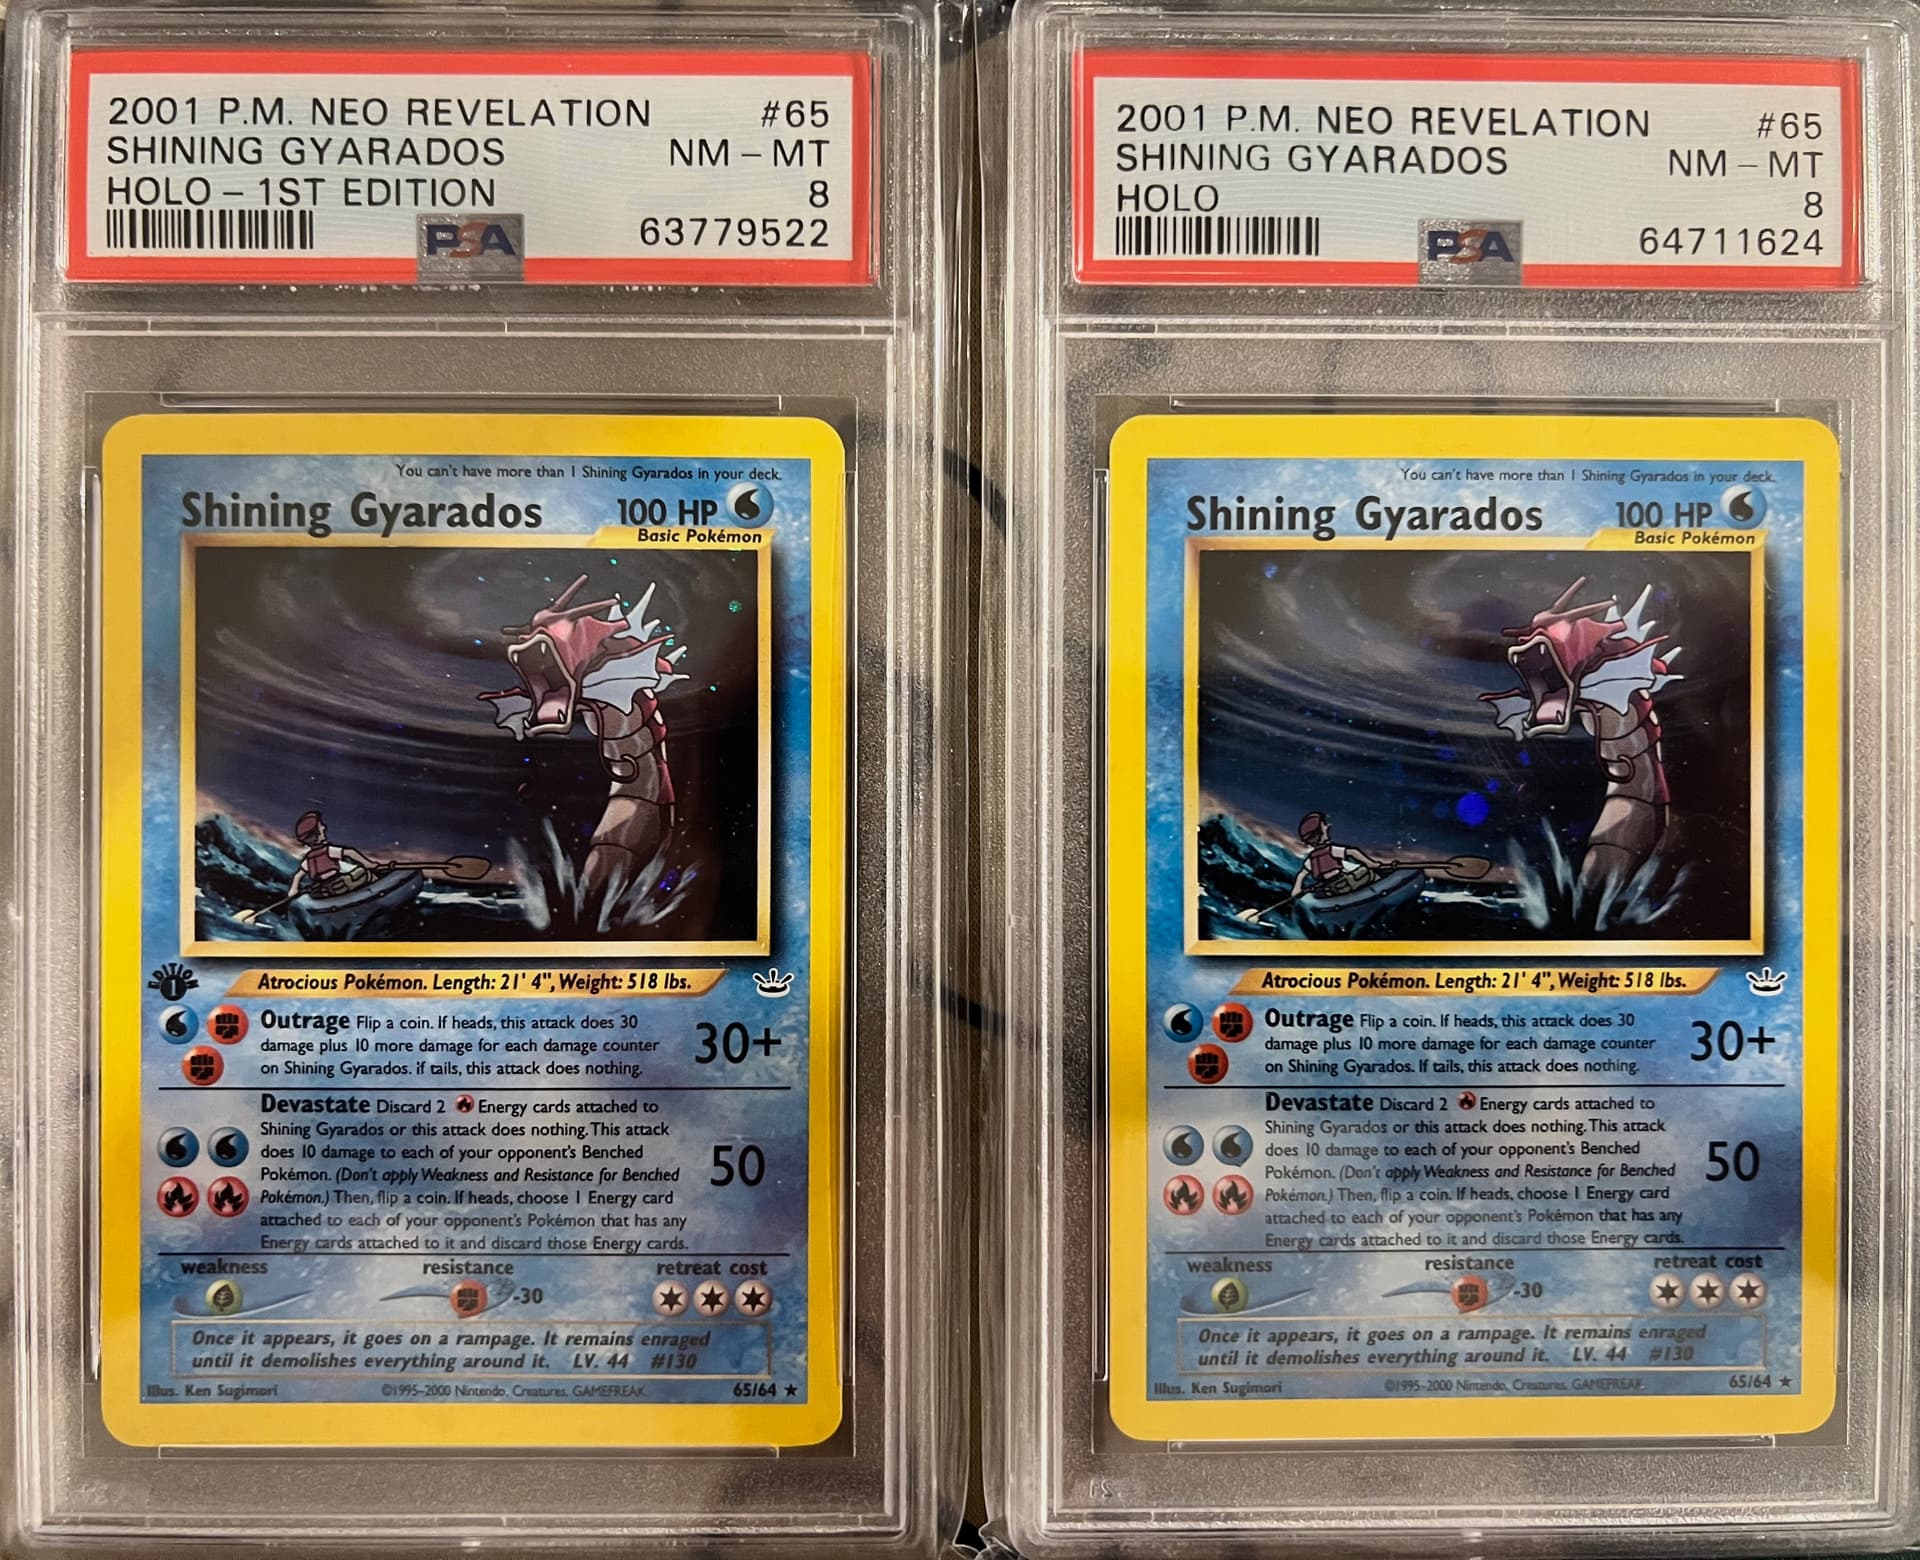 2001 P.M. NEO REVELATION #65
SHINING GYARADOS NM - MT
HOLO - 1ST EDITION 8
PSA 63779522
You can't have more than 1 Shining Gyarados in your deck.
Shining Gyarados 100 HP
Basic Pokémon
EDITION
1
Atrocious Pokémon. Length: 21' 4", Weight: 518 lbs.
Outrage Flip a coin. If heads, this attack does 30
damage plus 10 more damage for each damage counter
on Shining Gyarados. if tails, this attack does nothing.
30+
Devastate Discard 2 Energy cards attached to
Shining Gyarados or this attack does nothing. This attack
does 10 damage to each of your opponent's Benched
Pokémon. (Don't apply Weakness and Resistance for Benched
Pokémon.) Then, flip a coin. If heads, choose 1 Energy card
attached to each of your opponent's Pokémon that has any
Energy cards attached to it and discard those Energy cards.
50
weakness resistance retreat cost
-30
Once it appears, it goes on a rampage. It remains enraged
until it demolishes everything around it. LV. 44 #130
Illus. Ken Sugimori ©1995-2000 Nintendo, Creatures, GAMEFREAK. 65/64 ★
2001 P.M. NEO REVELATION #65
SHINING GYARADOS NM - MT
HOLO 8
PSA 64711624
You can't have more than 1 Shining Gyarados in your deck.
Shining Gyarados 100 HP
Basic Pokémon
Atrocious Pokémon. Length: 21' 4", Weight: 518 lbs.
Outrage Flip a coin. If heads, this attack does 30
damage plus 10 more damage for each damage counter
on Shining Gyarados. If tails, this attack does nothing.
30+
Devastate Discard 2 Energy cards attached to
Shining Gyarados or this attack does nothing. This attack
does 10 damage to each of your opponent's Benched
Pokémon. (Don't apply Weakness and Resistance for Benched
Pokémon.) Then, flip a coin. If heads, choose 1 Energy card
attached to each of your opponent's Pokémon that has any
Energy cards attached to it and discard those Energy cards.
50
weakness resistance retreat cost
-30
Once it appears, it goes on a rampage. It remains enraged
until it demolishes everything around it. LV. 44 #130
Illus. Ken Sugimori ©1995-2000 Nintendo, Creatures, GAMEFREAK. 65/64 ★